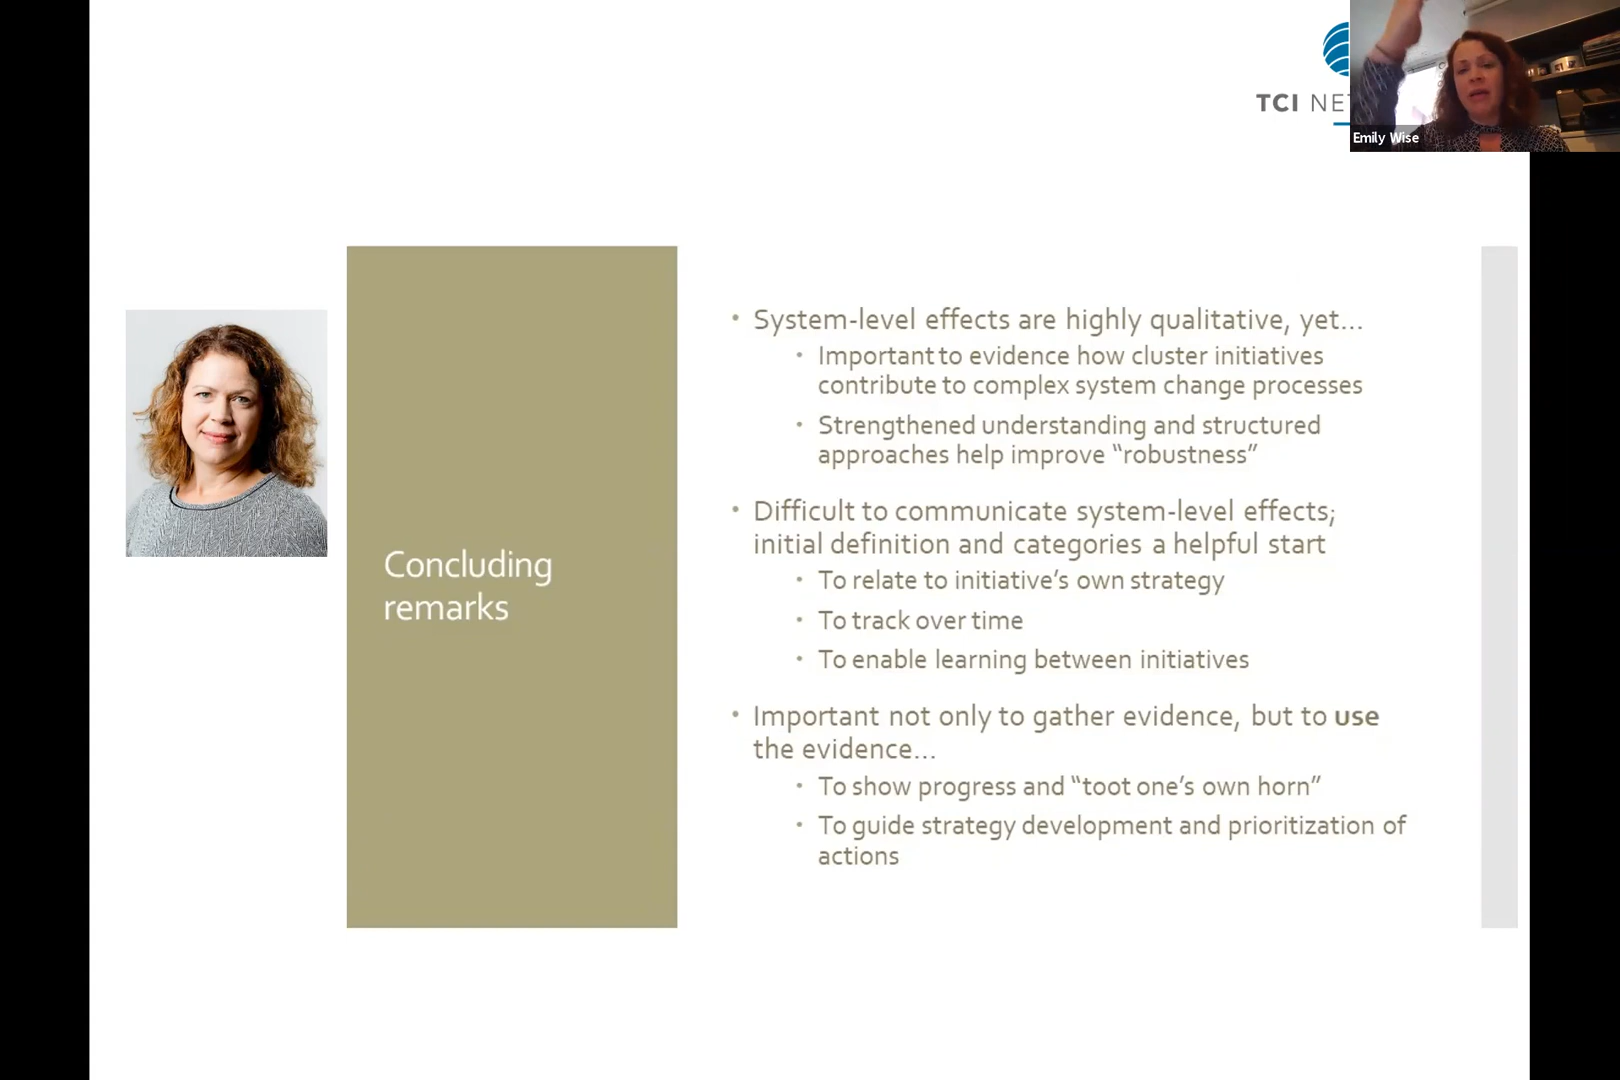 TCI NET
Emily Wise
Concluding
remarks
• System-level effects are highly qualitative, yet…
• Important to evidence how cluster initiatives
contribute to complex system change processes
• Strengthened understanding and structured
approaches help improve “robustness”
• Difficult to communicate system-level effects;
initial definition and categories a helpful start
• To relate to initiative’s own strategy
• To track over time
• To enable learning between initiatives
• Important not only to gather evidence, but to use
the evidence…
• To show progress and “toot one’s own horn”
• To guide strategy development and prioritization of
actions